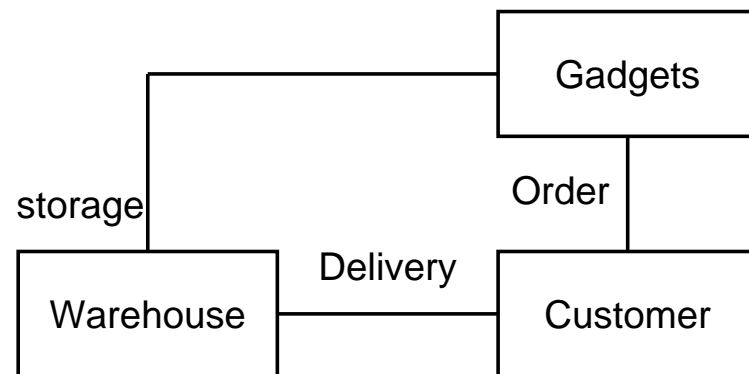 Gadgets
storage
Order
Delivery
Warehouse
Customer